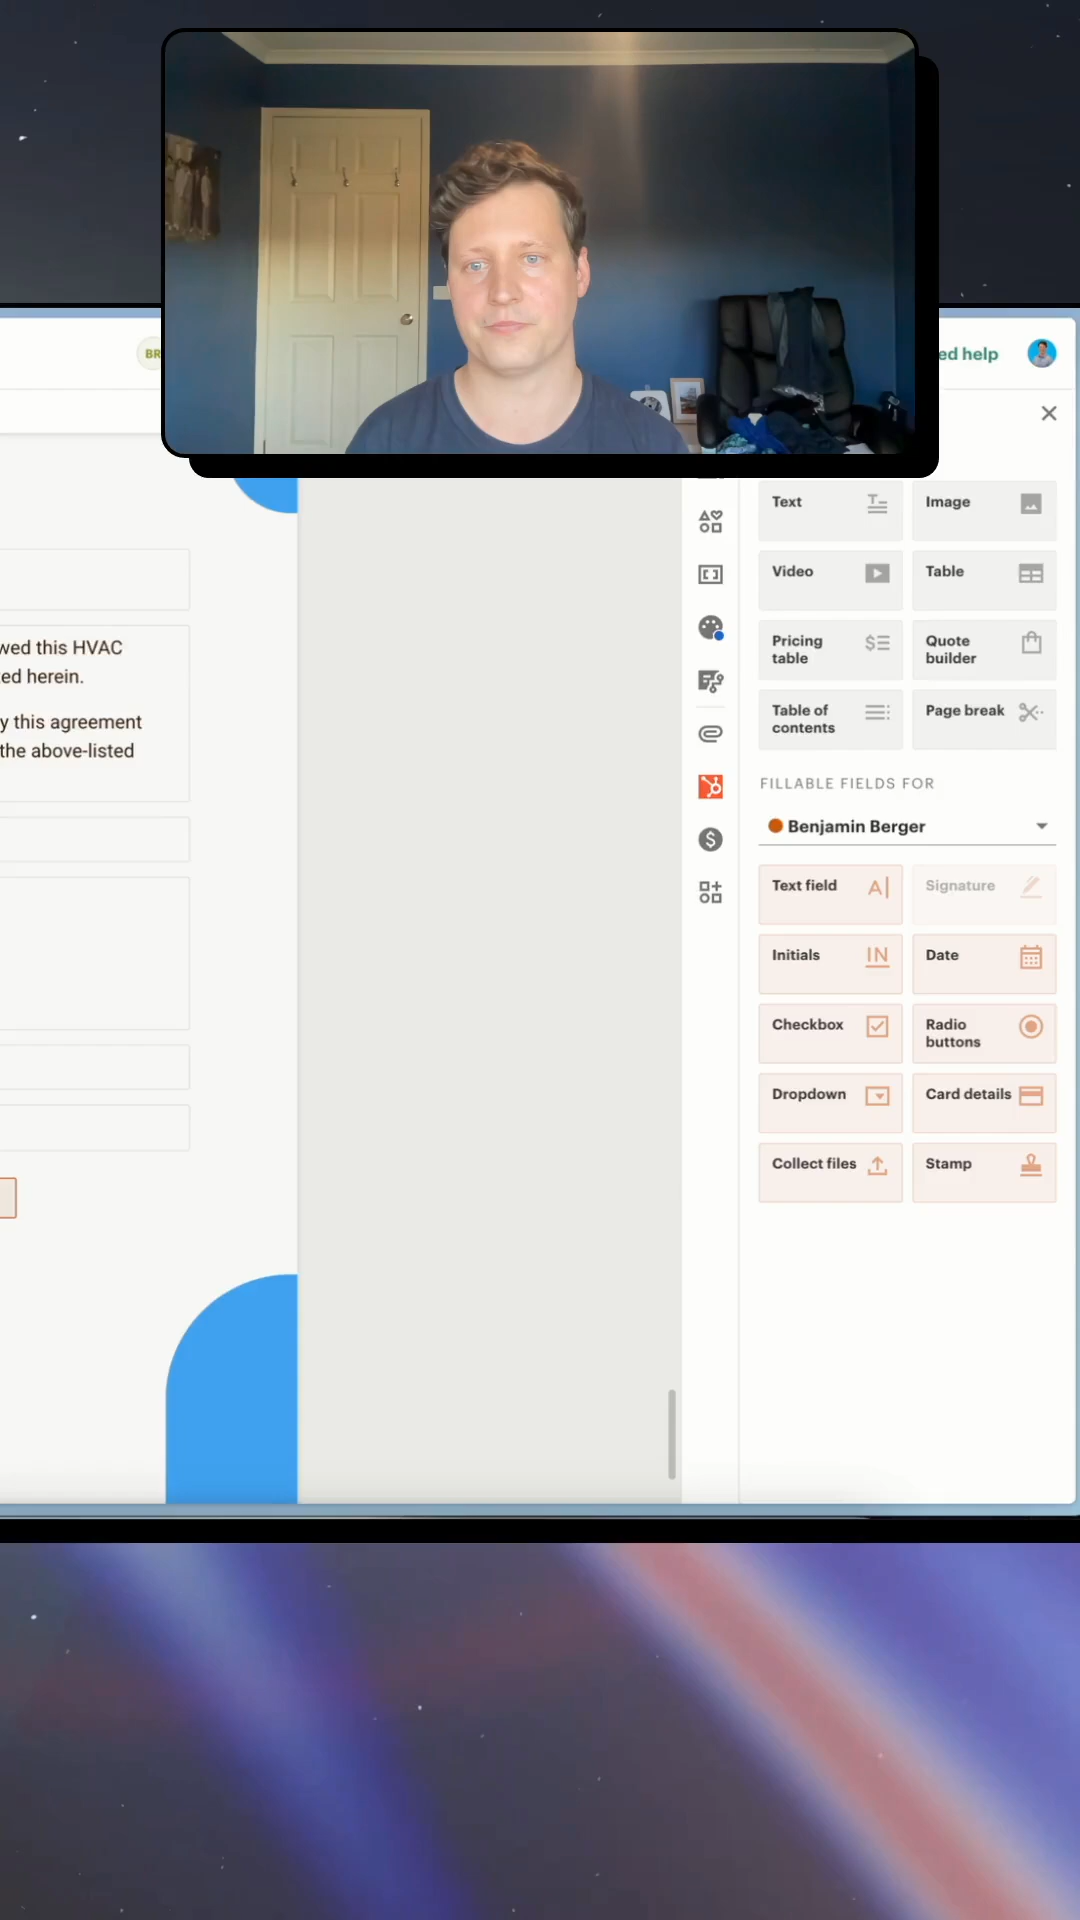 BR
ed help
Text
Image
wed this HVAC
ed herein.
y this agreement
the above-listed
Video
Table
Pricing
table
Quote
builder
Table of
contents
Page break
FILLABLE FIELDS FOR
Benjamin Berger
Text field
Signature
Initials
IN
Date
Checkbox
Radio
buttons
Dropdown
Card details
Collect files
Stamp